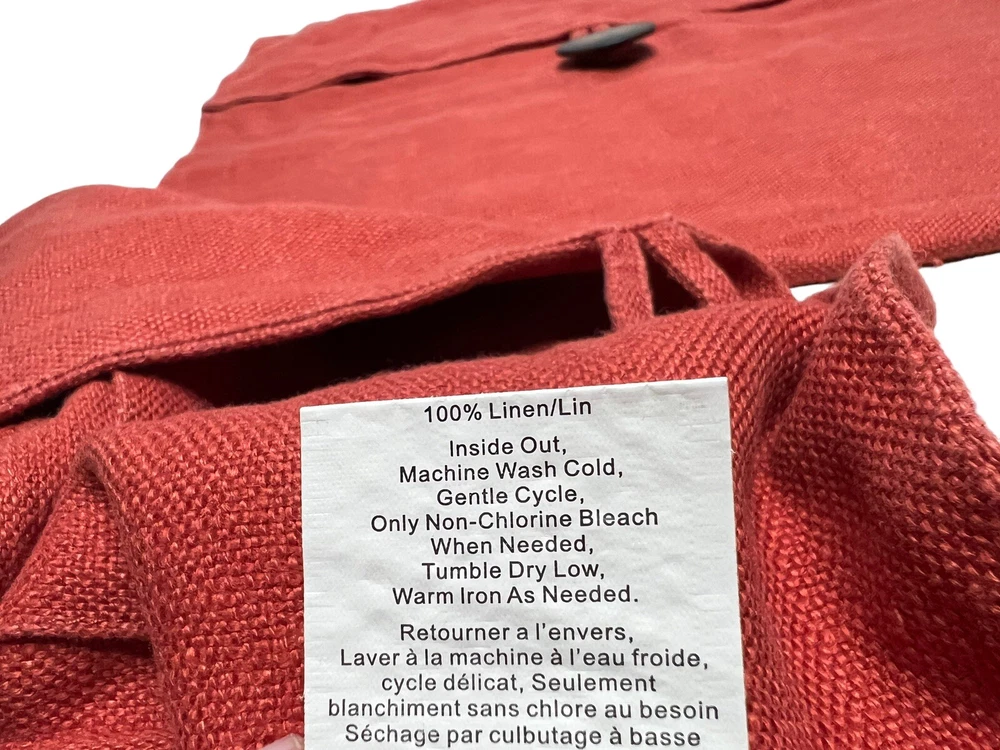 100% Linen/Lin
Inside Out,
Machine Wash Cold,
Gentle Cycle,
Only Non-Chlorine Bleach
When Needed,
Tumble Dry Low,
Warm Iron As Needed.
Retourner a l'envers,
Laver à la machine à l'eau froide,
cycle délicat, Seulement
blanchiment sans chlore au besoin
Séchage par culbutage à basse